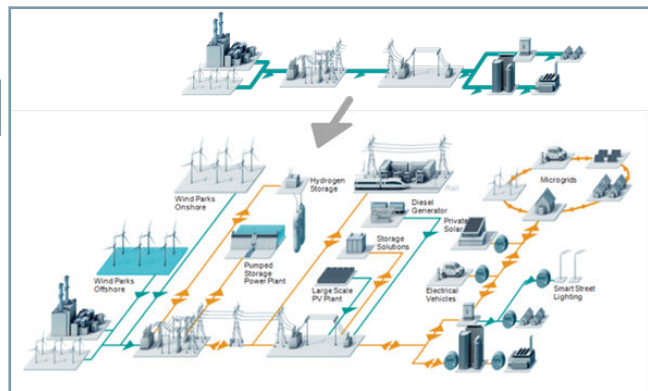 Wind Parks
Onshore
Hydrogen
Storage
Rail
Microgrids
Diesel
Generator
Private
Solar
Storage
Solutions
Wind Parks
Offshore
Pumped
Storage
Power Plant
Large Scale
PV Plant
Electrical
Vehicles
Smart Street
Lighting